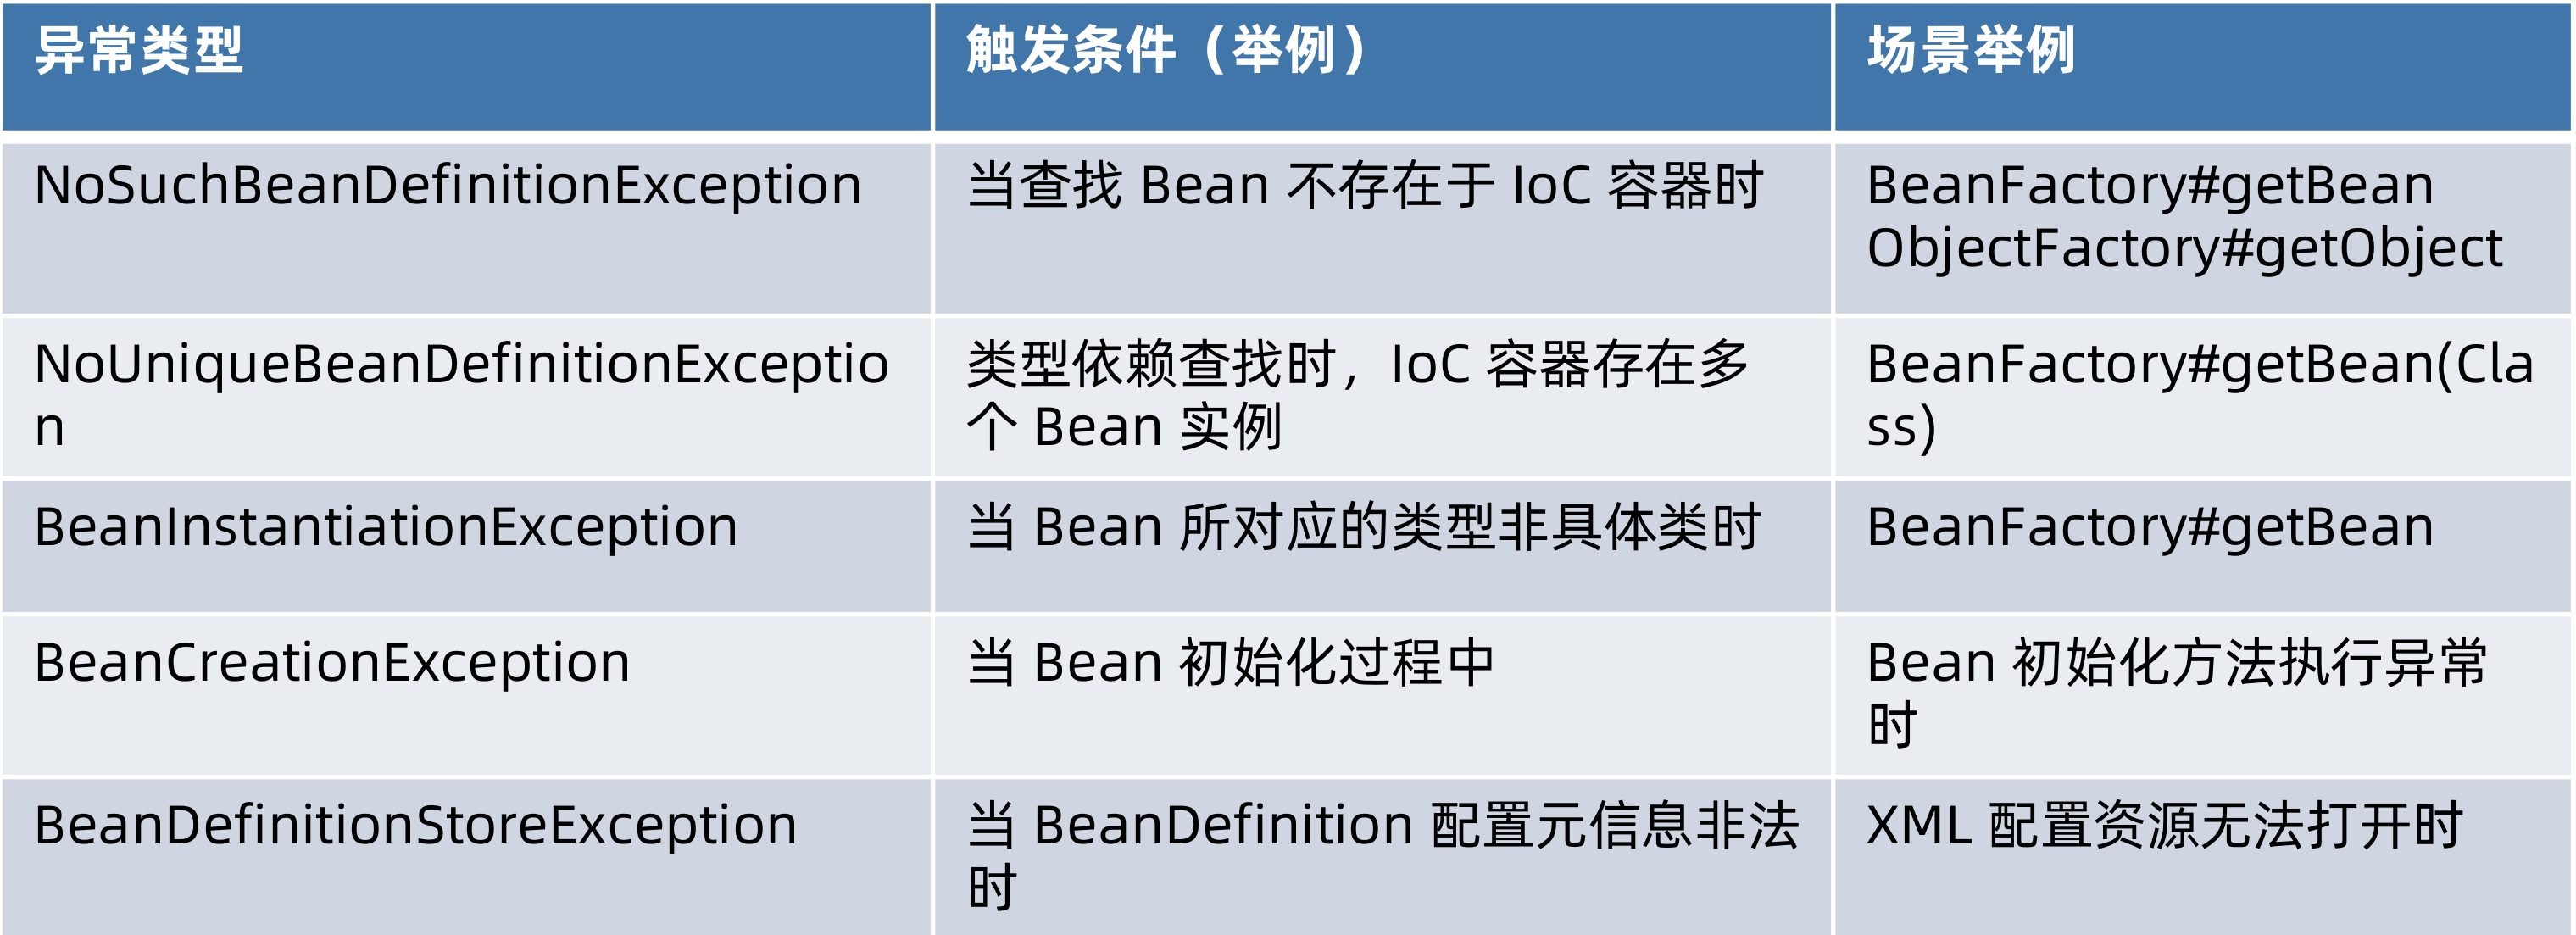 异常类型
触发条件（举例）
场景举例
NoSuchBeanDefinitionException
当查找 Bean 不存在于 IoC 容器时
BeanFactory#getBean
ObjectFactory#getObject
NoUniqueBeanDefinitionExceptio
n
类型依赖查找时，IoC 容器存在多
个 Bean 实例
BeanFactory#getBean(Cla
ss)
BeanInstantiationException
当 Bean 所对应的类型非具体类时
BeanFactory#getBean
BeanCreationException
当 Bean 初始化过程中
Bean 初始化方法执行异常
时
BeanDefinitionStoreException
当 BeanDefinition 配置元信息非法
时
XML 配置资源无法打开时